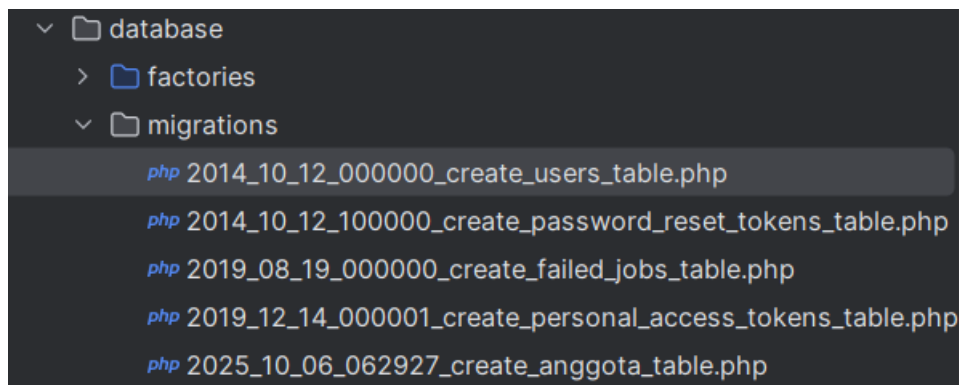 database
factories
migrations
php 2014_10_12_000000_create_users_table.php
php 2014_10_12_100000_create_password_reset_tokens_table.php
php 2019_08_19_000000_create_failed_jobs_table.php
php 2019_12_14_000001_create_personal_access_tokens_table.php
php 2025_10_06_062927_create_anggota_table.php